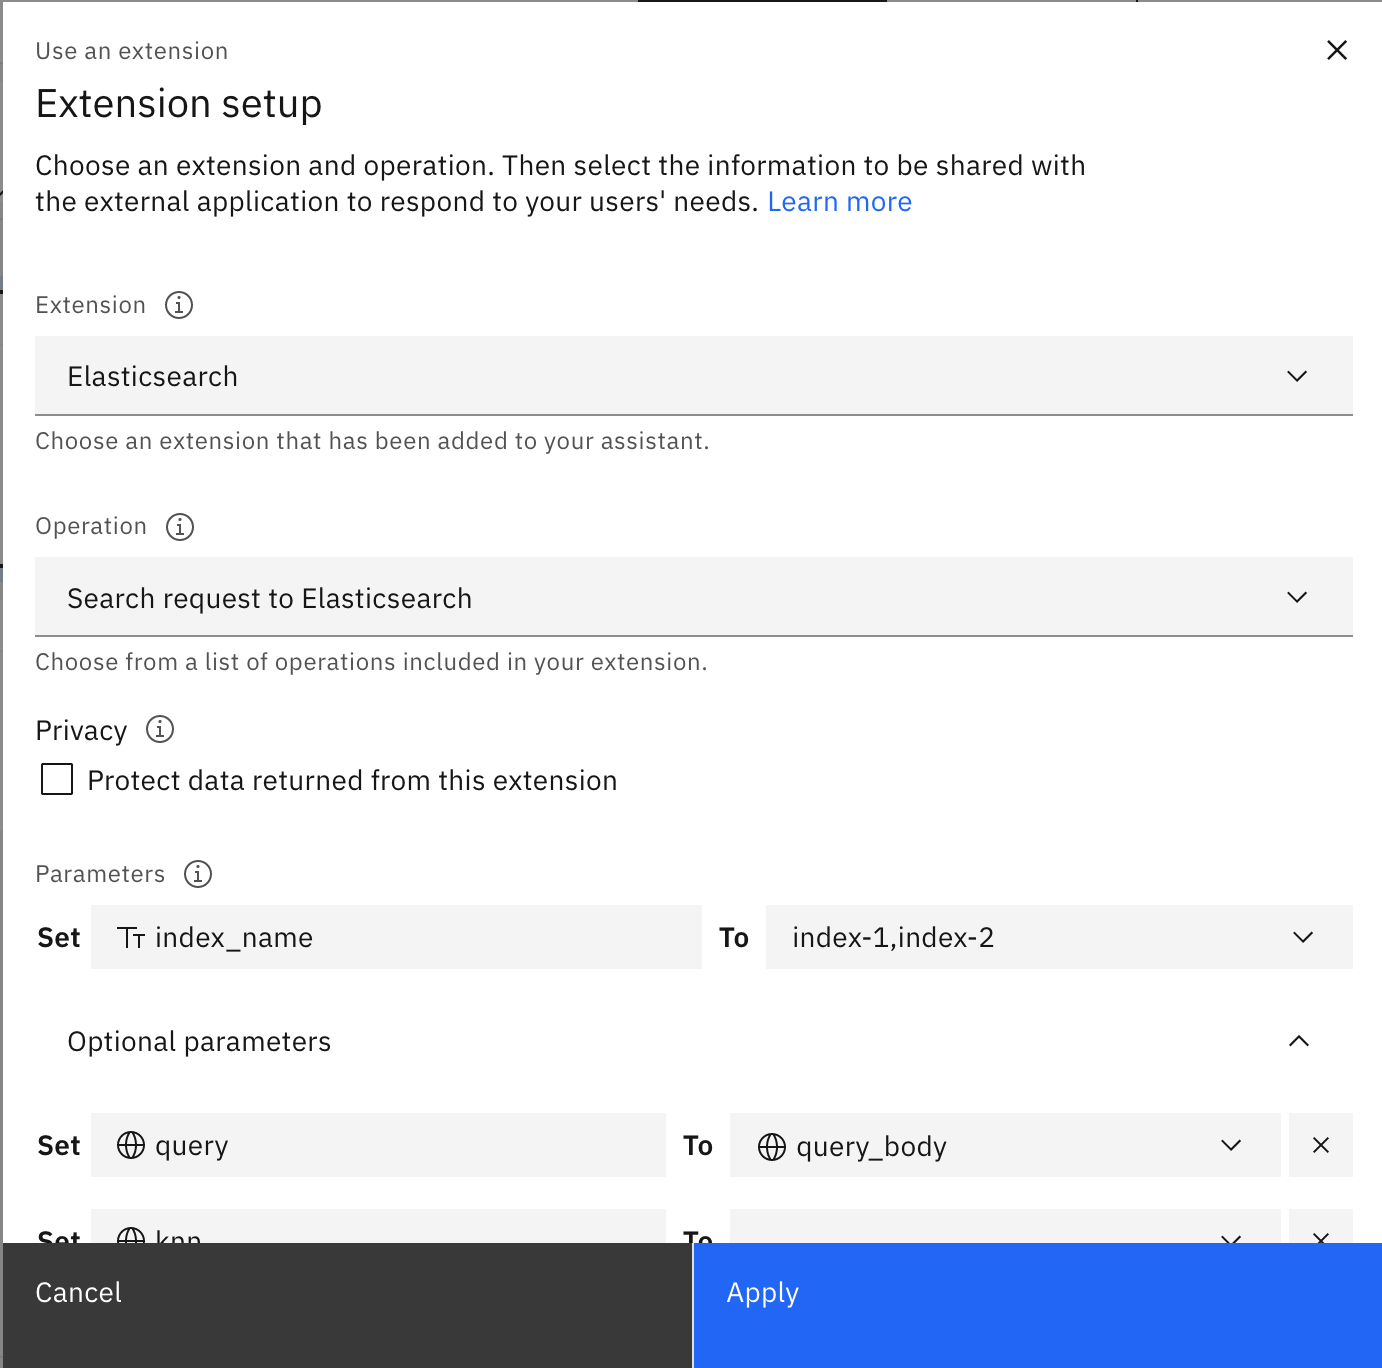 Use an extension
Extension setup
Choose an extension and operation. Then select the information to be shared with
the external application to respond to your users' needs. Learn more
Extension
Elasticsearch
Choose an extension that has been added to your assistant.
Operation
Search request to Elasticsearch
Choose from a list of operations included in your extension.
Privacy
Protect data returned from this extension
Parameters
Set TT index_name To index-1,index-2
Optional parameters
Set query To query_body
Set knn To
Cancel Apply